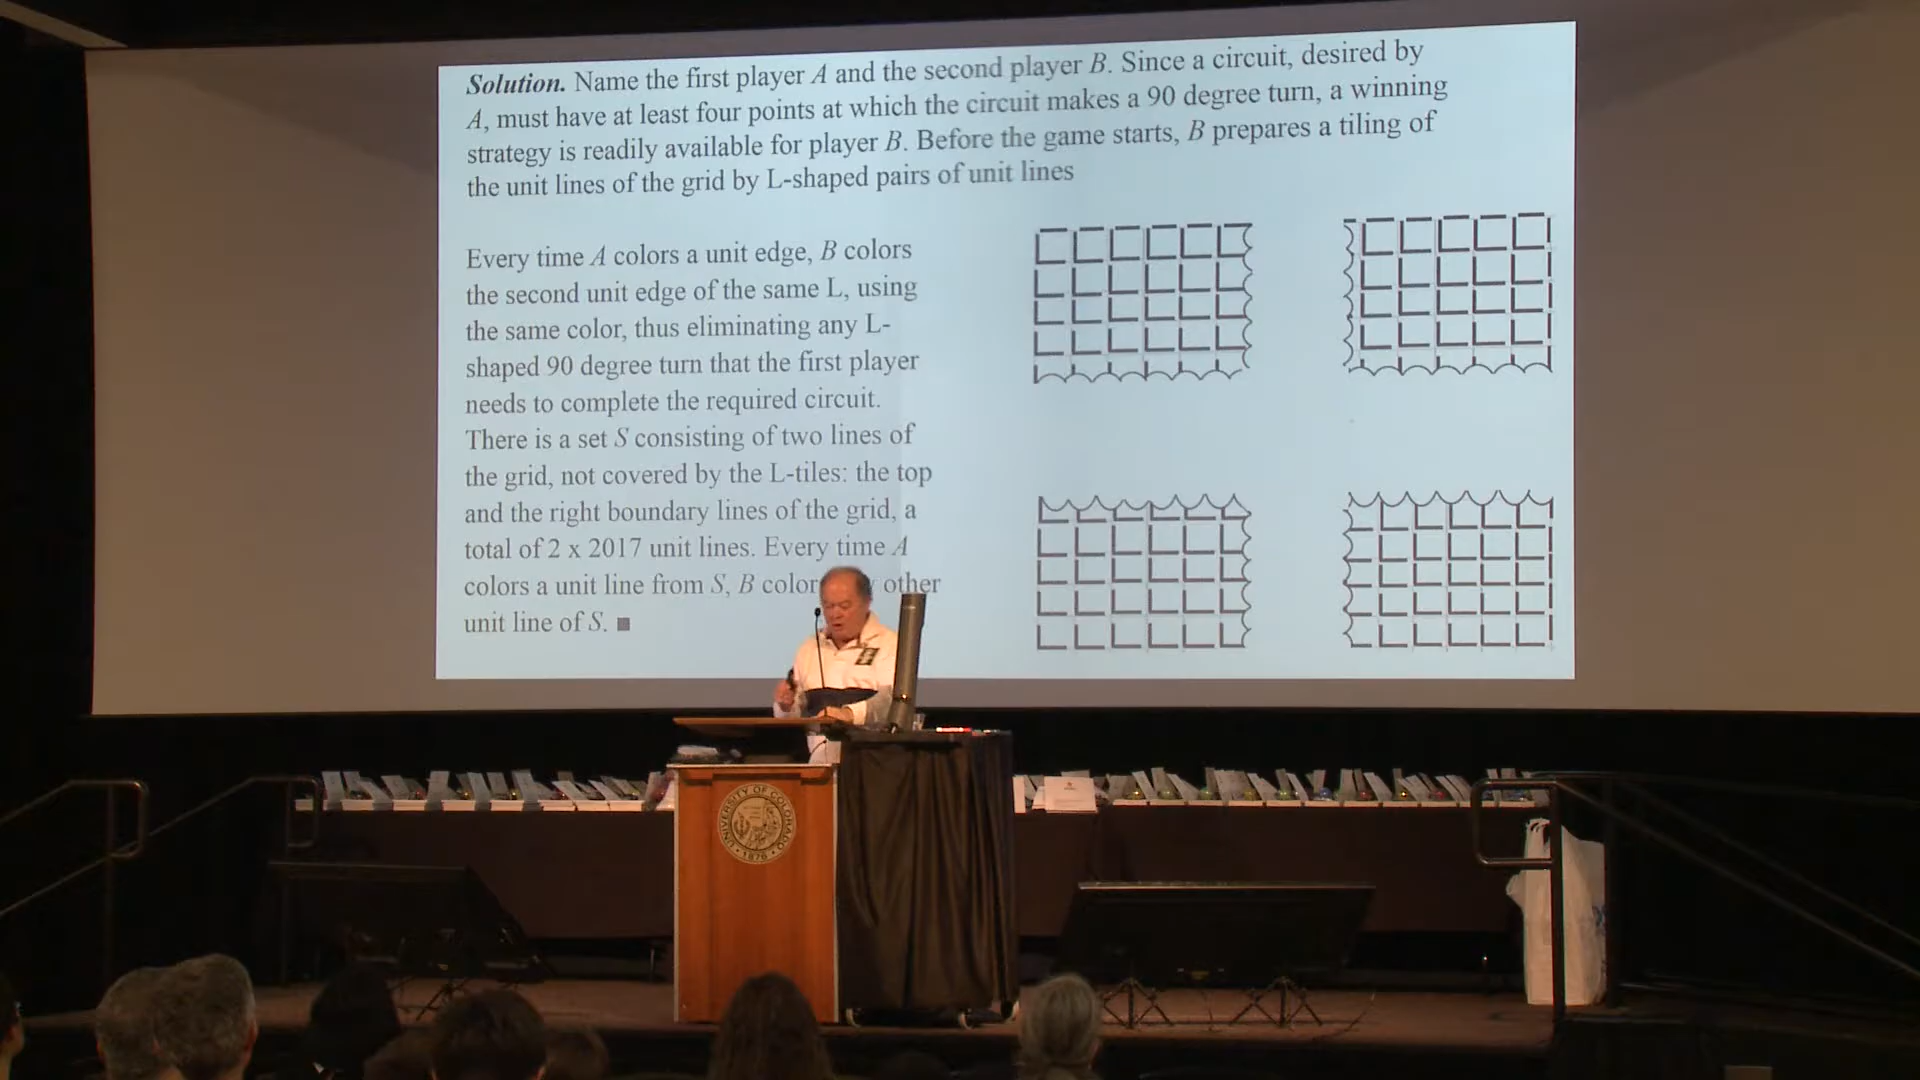 Solution. Name the first player A and the second player B. Since a circuit, desired by
A, must have at least four points at which the circuit makes a 90 degree turn, a winning
strategy is readily available for player B. Before the game starts, B prepares a tiling of
the unit lines of the grid by L-shaped pairs of unit lines
Every time A colors a unit edge, B colors
the second unit edge of the same L, using
the same color, thus eliminating any L-
shaped 90 degree turn that the first player
needs to complete the required circuit.
There is a set S consisting of two lines of
the grid, not covered by the L-tiles: the top
and the right boundary lines of the grid, a
total of 2 x 2017 unit lines. Every time A
colors a unit line from S, B color other
unit line of S. ■
UNIVERSITY OF COLORADO
1876